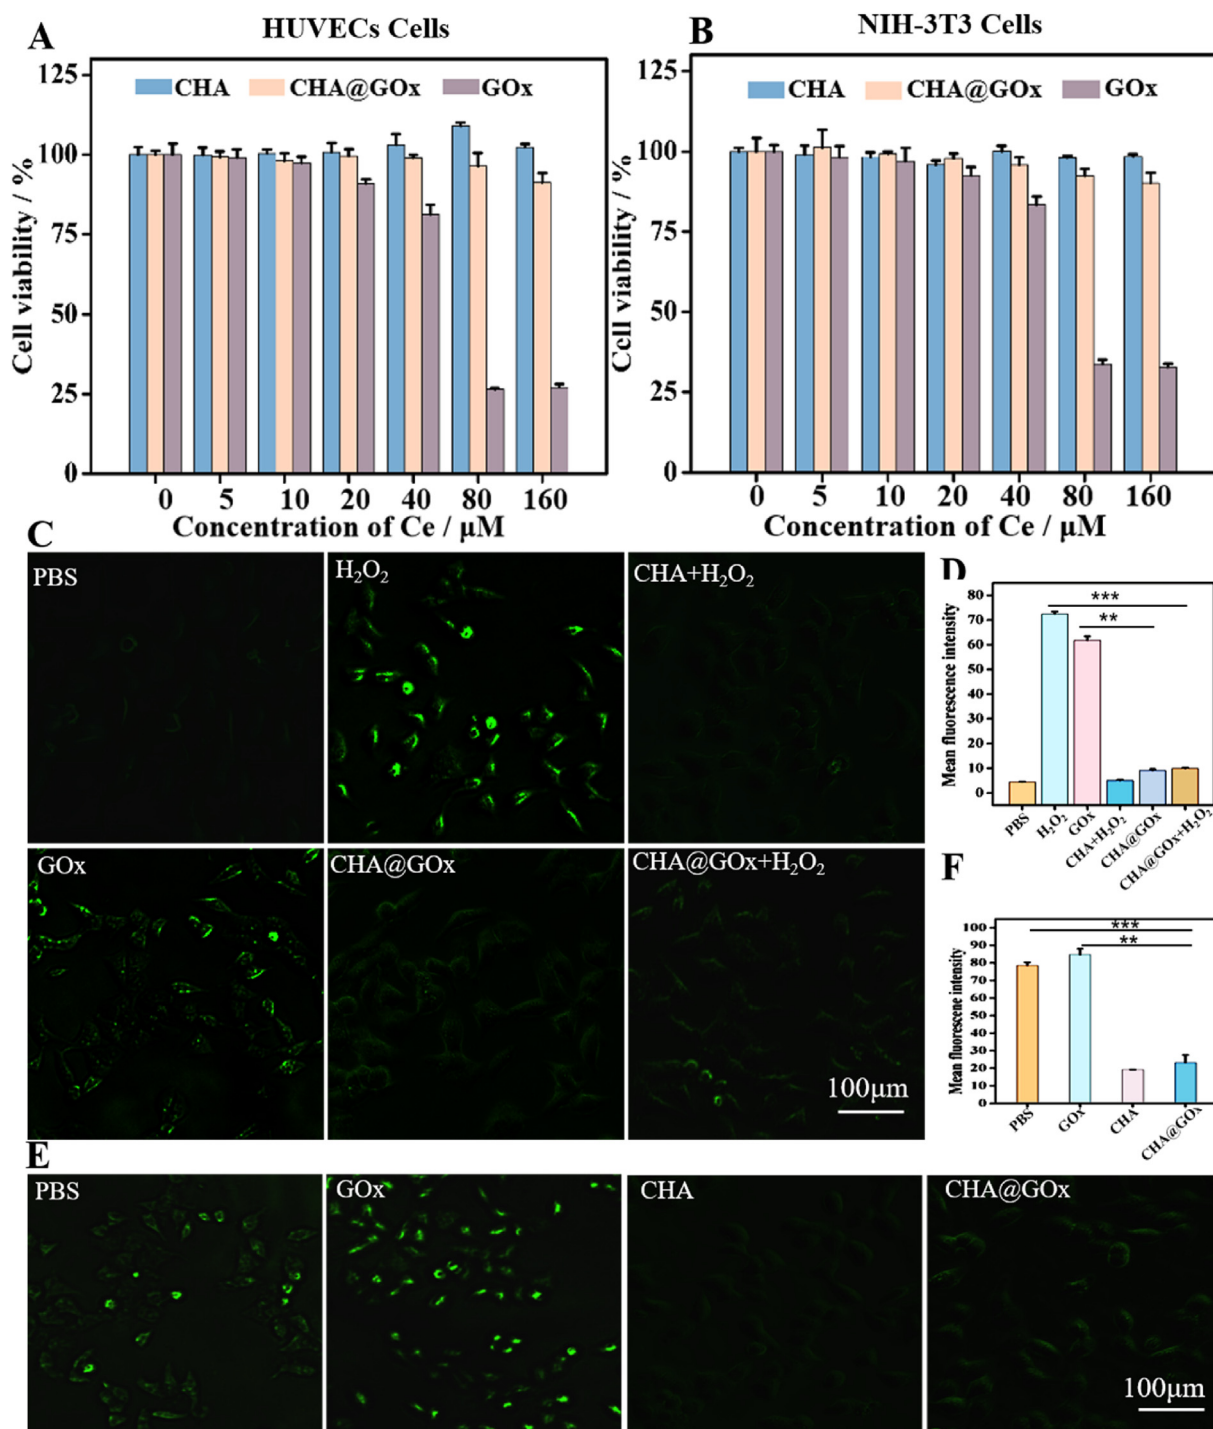 A
HUVECs Cells
CHA CHA@GOx GOx
Cell viability / %
125
100
75
50
25
0
0 5 10 20 40 80 160
Concentration of Ce / μM
B
NIH-3T3 Cells
CHA CHA@GOx GOx
Cell viability / %
125
100
75
50
25
0
0 5 10 20 40 80 160
Concentration of Ce / μM
C
PBS
H₂O₂
CHA+H₂O₂
GOx
CHA@GOx
CHA@GOx+H₂O₂
100μm
D
Mean fluorescence intensity
80
70
60
50
40
30
20
10
0
***
**
PBS
H₂O₂
GOx
CHA+H₂O₂
CHA@GOx
CHA@GOx+H₂O₂
F
Mean fluorescene intensity
100
90
80
70
60
50
40
30
20
10
0
***
**
PBS
GOx
CHA
CHA@GOx
E
PBS
GOx
CHA
CHA@GOx
100μm